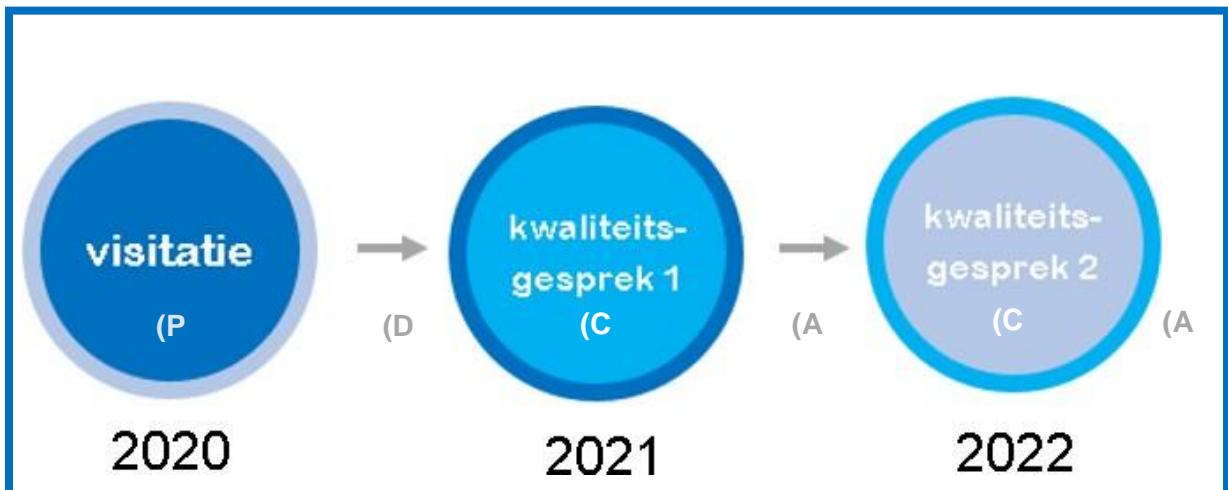 visitatie
(P
(D
kwaliteits-
gesprek 1
(C
(A
kwaliteits-
gesprek 2
(C
(A
2020
2021
2022